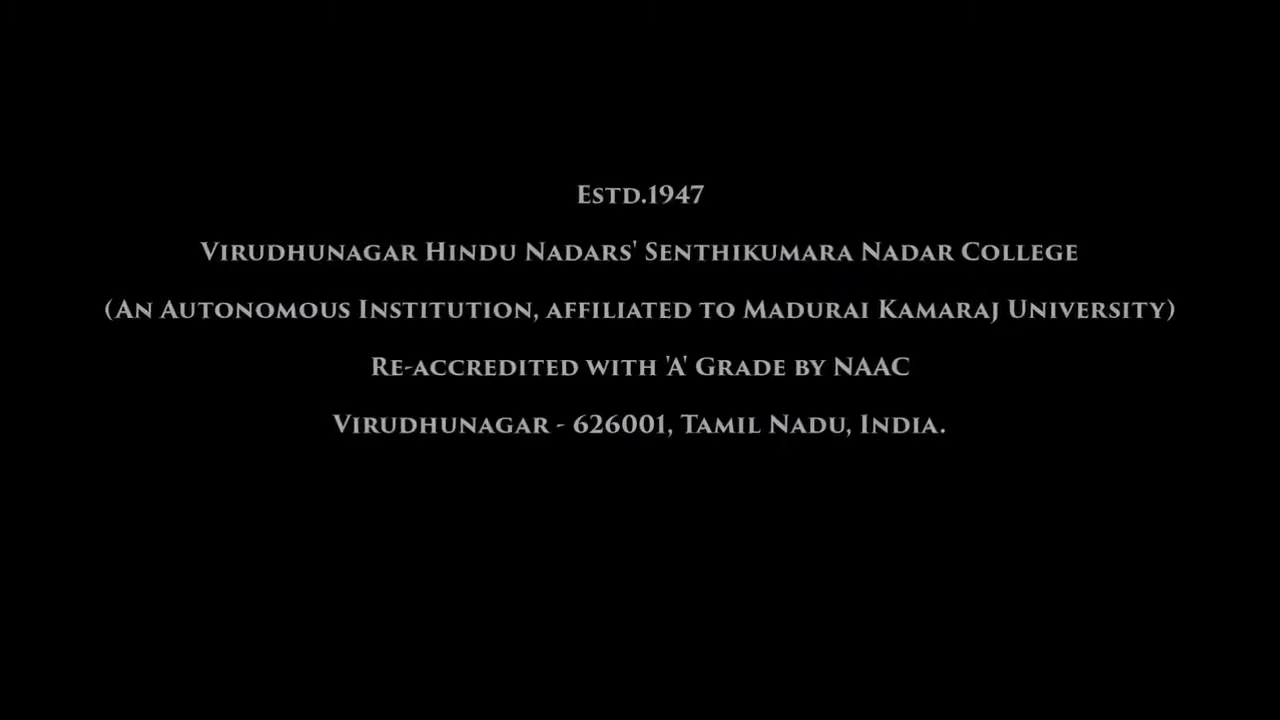 Estd.1947
Virudhunagar Hindu Nadars' Senthikumara Nadar College
(An Autonomous Institution, affiliated to Madurai Kamaraj University)
Re-accredited with 'A' Grade by NAAC
Virudhunagar - 626001, Tamil Nadu, India.